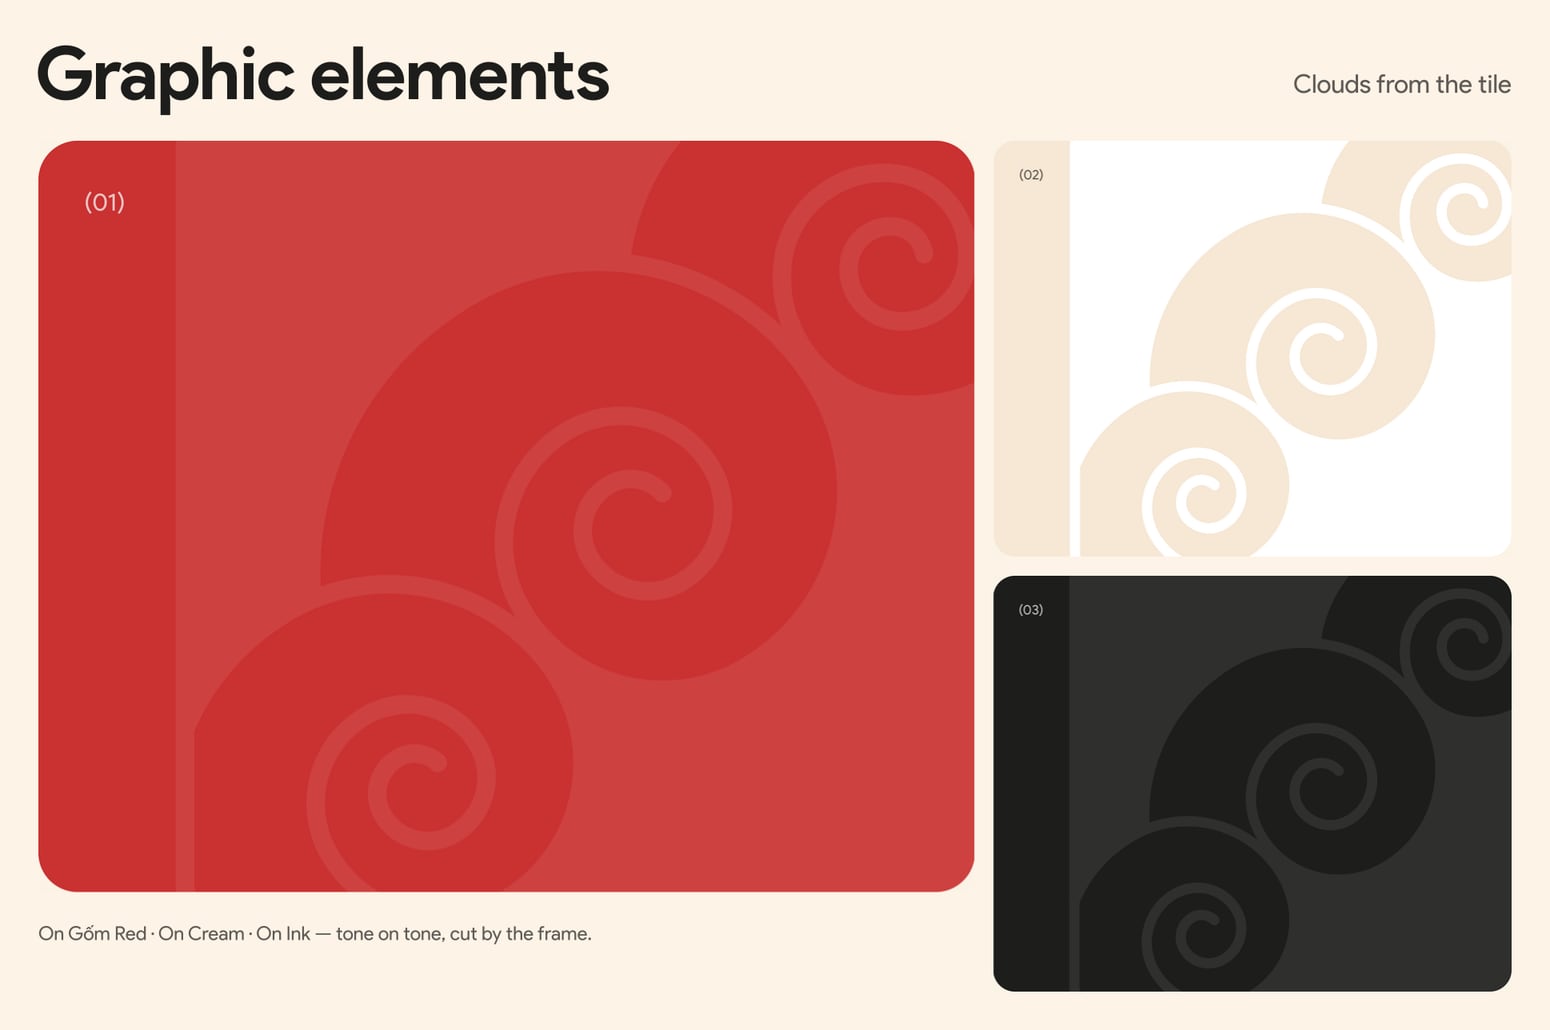 Graphic elements
Clouds from the tile
(01)
(02)
(03)
On Gốm Red · On Cream · On Ink — tone on tone, cut by the frame.